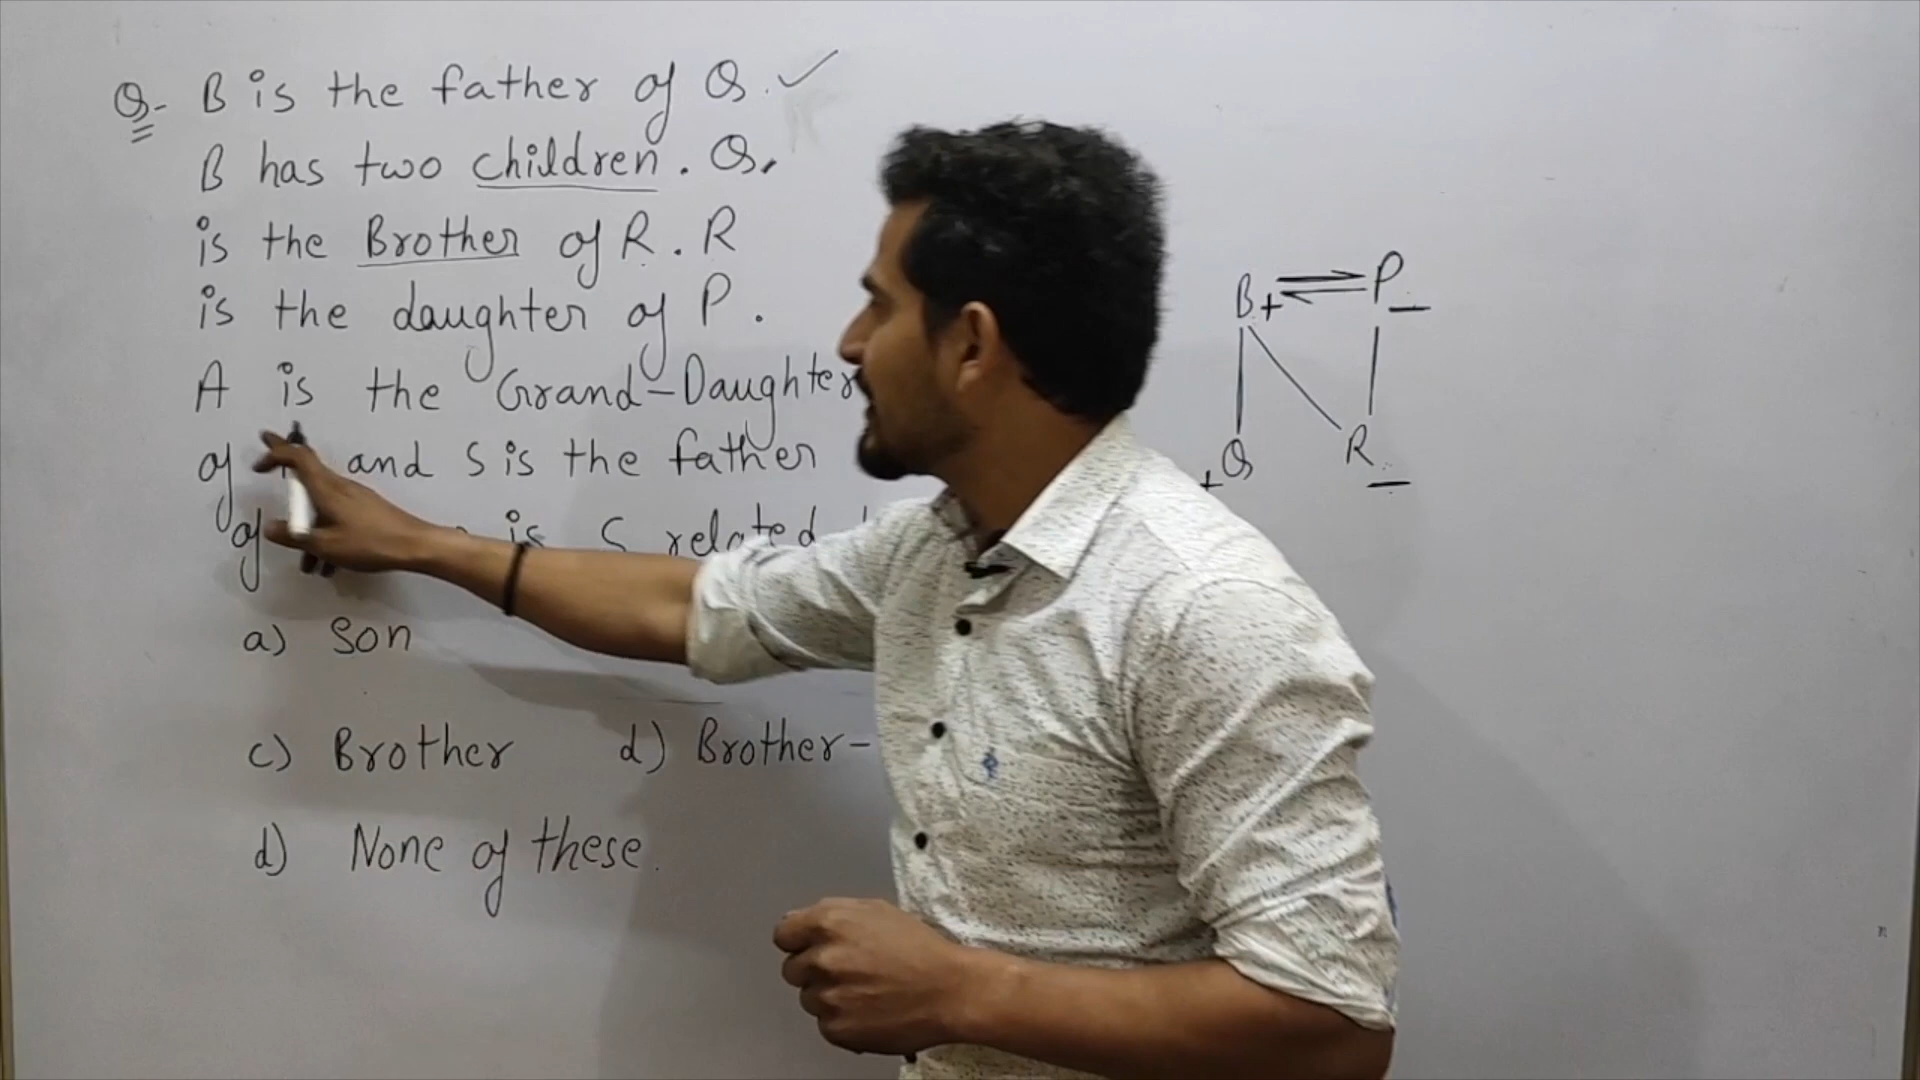 Q- B is the father of Q.
B has two children. Q
is the Brother of R. R
is the daughter of P.
A is the Grand-Daughter
of and S is the father
of is S related
a) Son
c) Brother d) Brother-
d) None of these.
B+ P-
+Q R-